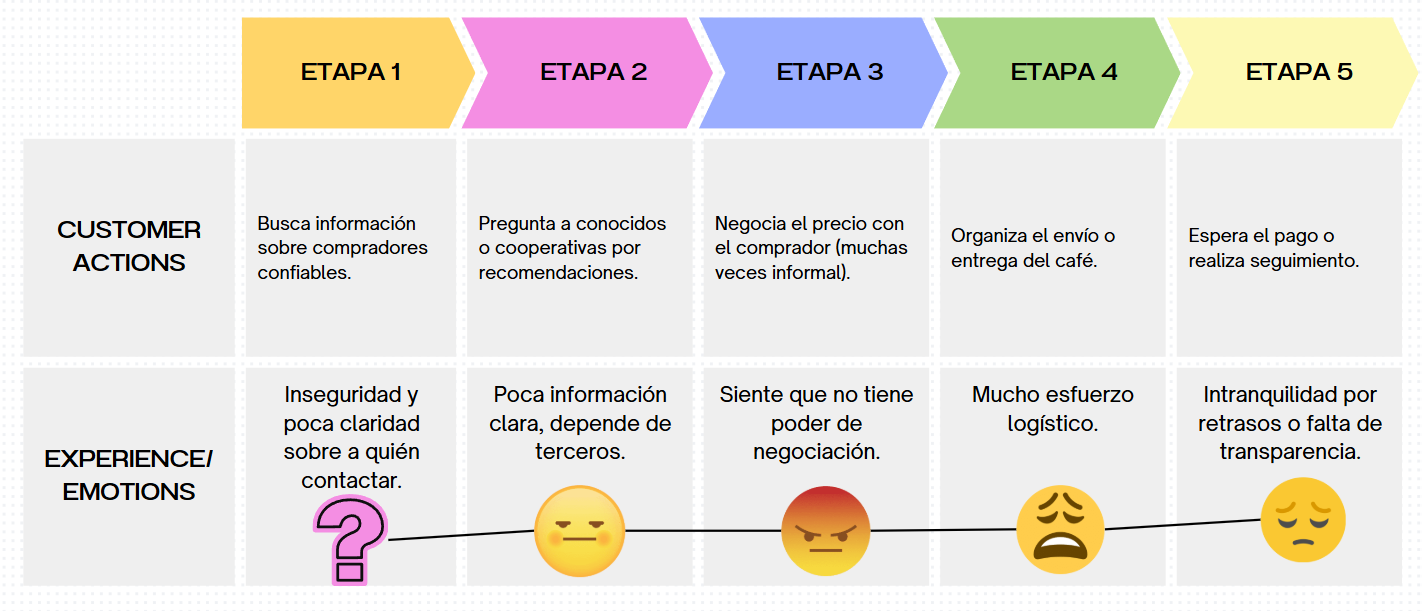 ETAPA 1
ETAPA 2
ETAPA 3
ETAPA 4
ETAPA 5
CUSTOMER
ACTIONS
Busca información
sobre compradores
confiables.
Pregunta a conocidos
o cooperativas por
recomendaciones.
Negocia el precio con
el comprador (muchas
veces informal).
Organiza el envío o
entrega del café.
Espera el pago o
realiza seguimiento.
EXPERIENCE/
EMOTIONS
Inseguridad y
poca claridad
sobre a quién
contactar.
?
Poca información
clara, depende de
terceros.
Siente que no tiene
poder de
negociación.
Mucho esfuerzo
logístico.
Intranquilidad por
retrasos o falta de
transparencia.